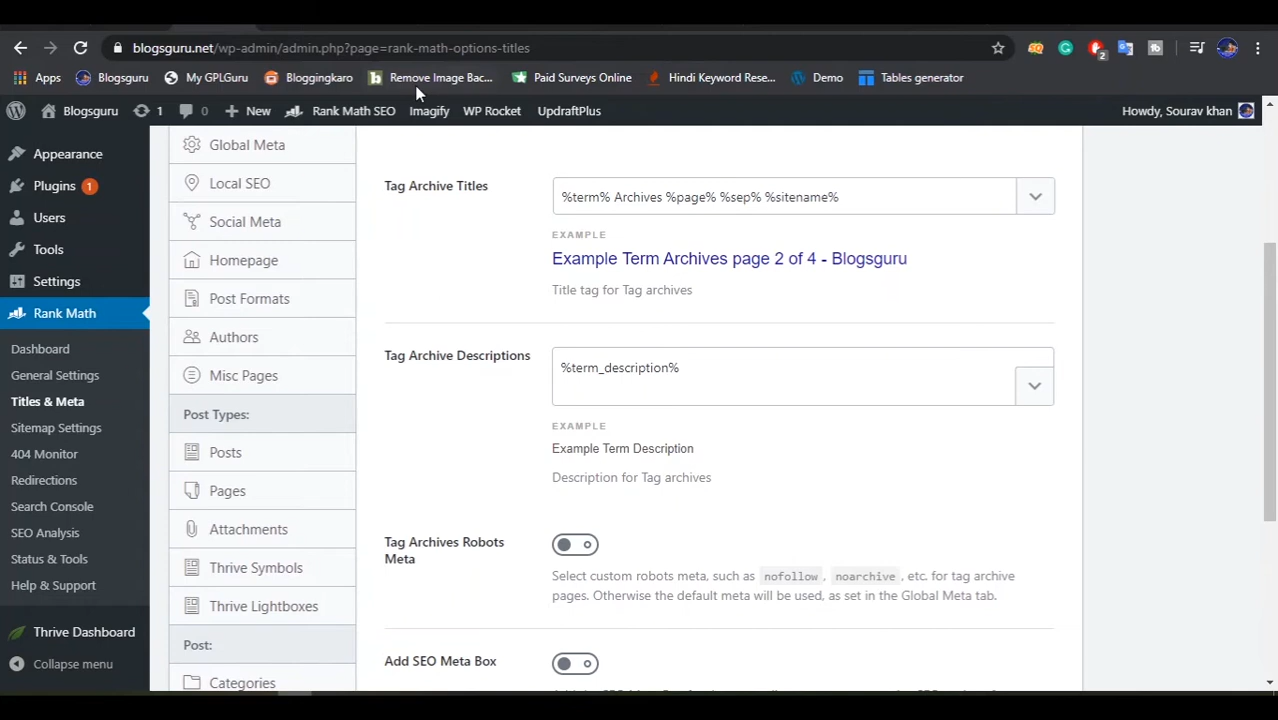 blogsguru.net/wp-admin/admin.php?page=rank-math-options-titles
2
Apps Blogsguru My GPLGuru Bloggingkaro Remove Image Bac... Paid Surveys Online Hindi Keyword Rese... Demo Tables generator
Blogsguru 1 0 New Rank Math SEO Imagify WP Rocket UpdraftPlus Howdy, Sourav khan
Appearance
Plugins 1
Users
Tools
Settings
Rank Math
Dashboard
General Settings
Titles & Meta
Sitemap Settings
404 Monitor
Redirections
Search Console
SEO Analysis
Status & Tools
Help & Support
Thrive Dashboard
Collapse menu
Global Meta
Local SEO
Social Meta
Homepage
Post Formats
Authors
Misc Pages
Post Types:
Posts
Pages
Attachments
Thrive Symbols
Thrive Lightboxes
Post:
Categories
Tag Archive Titles
%term% Archives %page% %sep% %sitename%
EXAMPLE
Example Term Archives page 2 of 4 - Blogsguru
Title tag for Tag archives
Tag Archive Descriptions
%term_description%
EXAMPLE
Example Term Description
Description for Tag archives
Tag Archives Robots
Meta
Select custom robots meta, such as nofollow , noarchive , etc. for tag archive
pages. Otherwise the default meta will be used, as set in the Global Meta tab.
Add SEO Meta Box